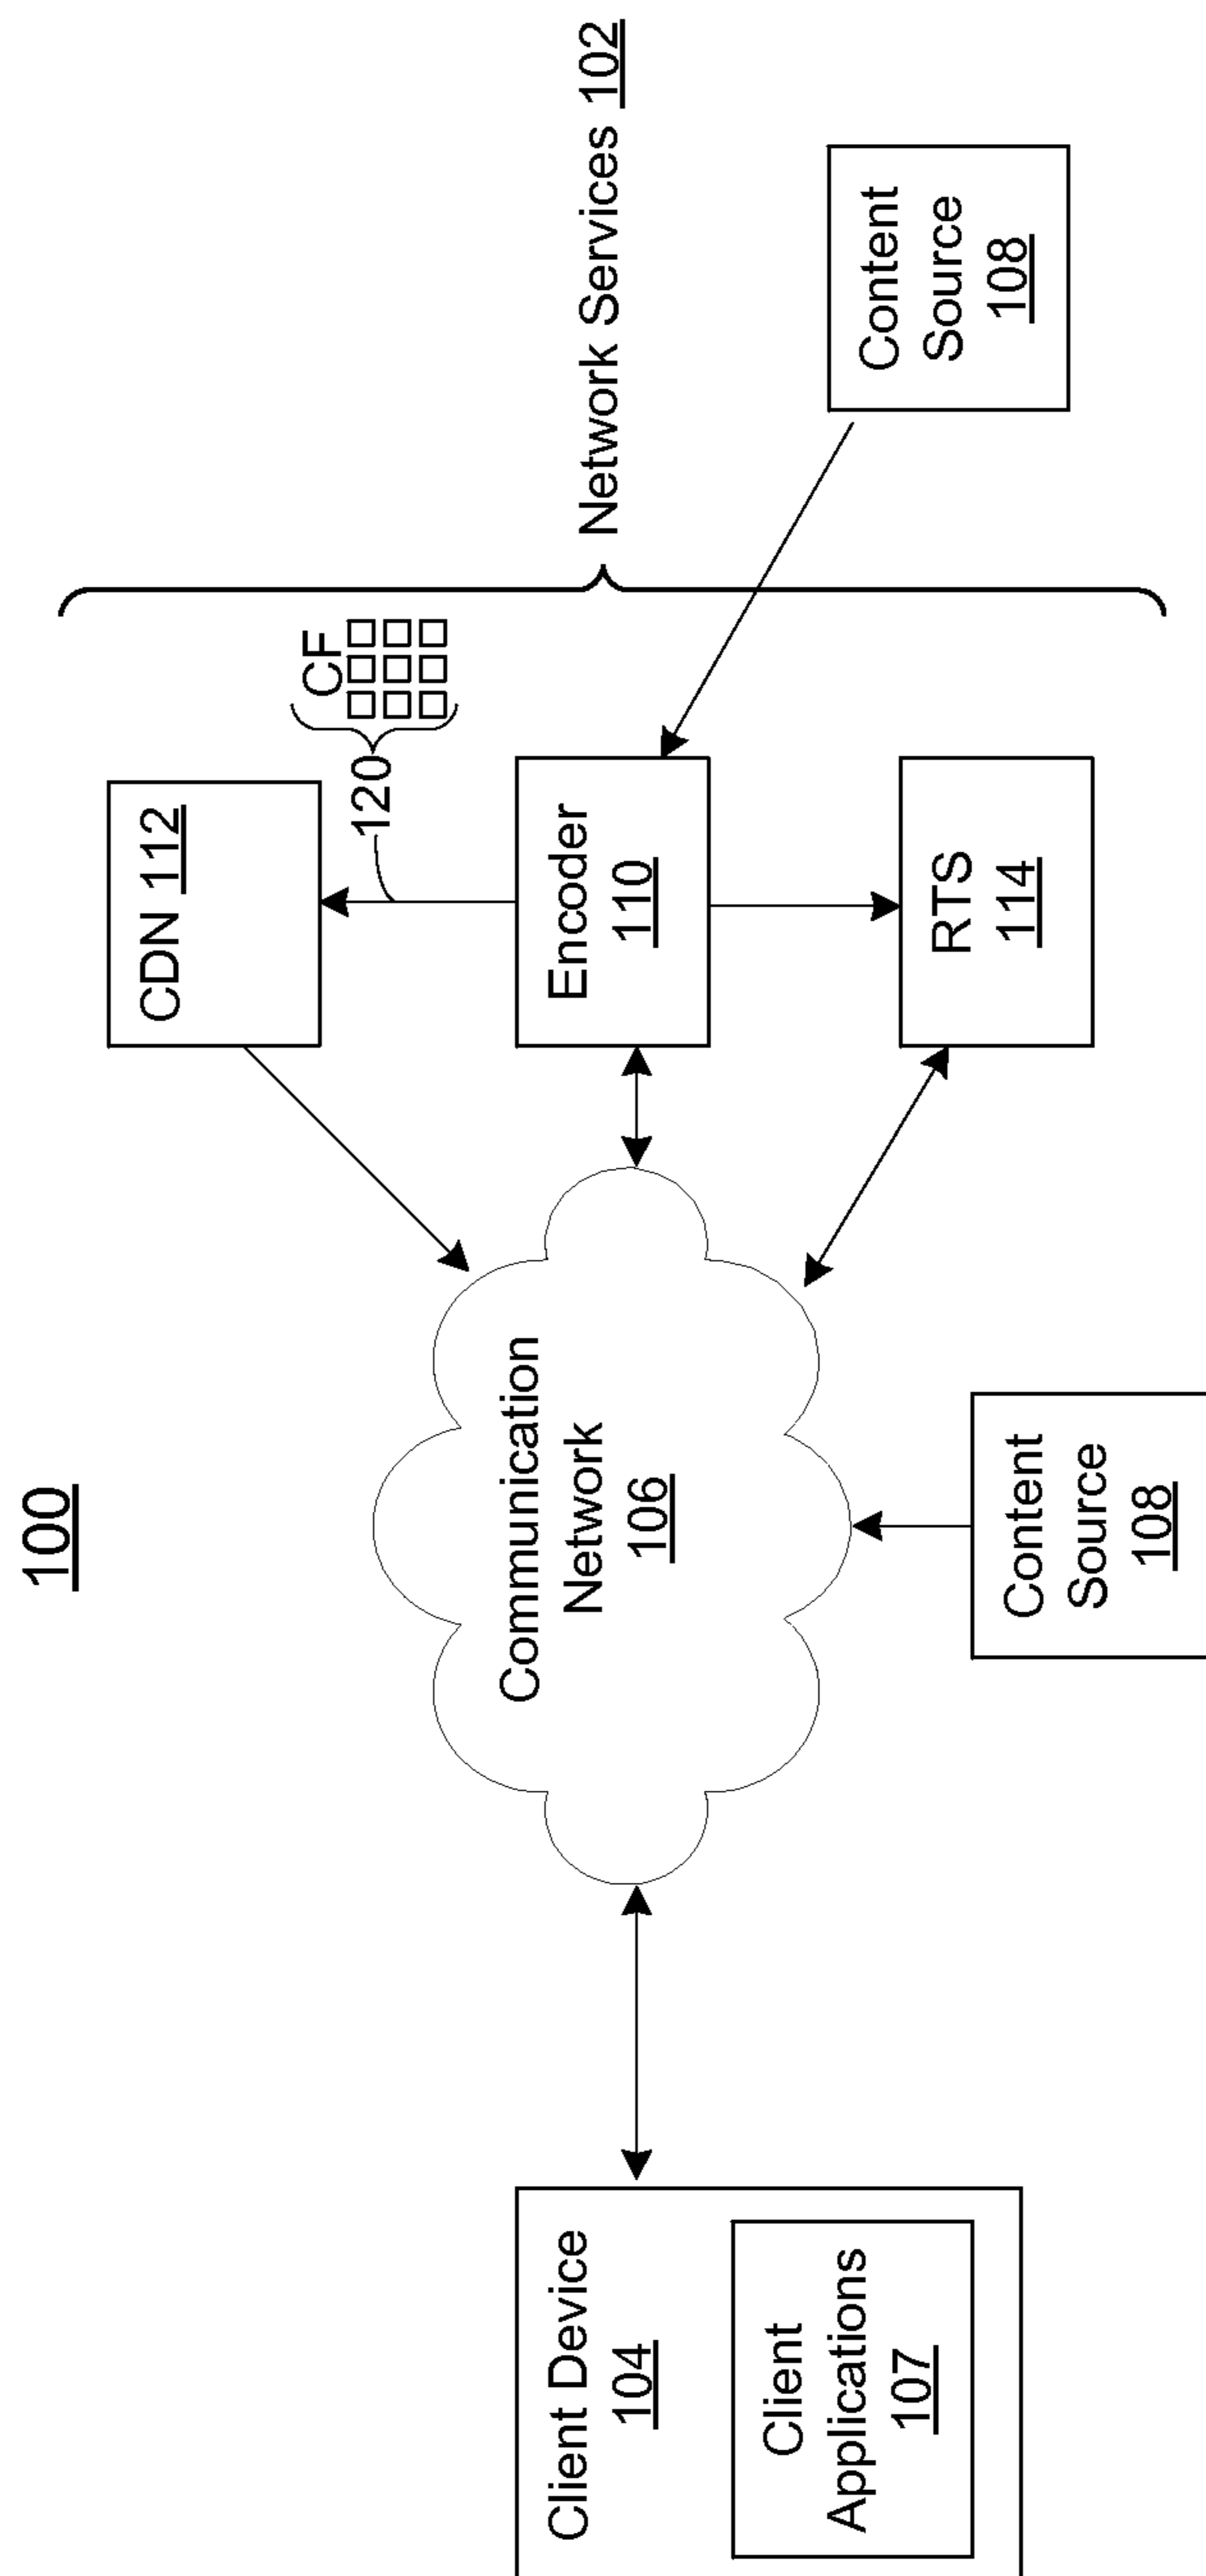 100
CDN 112
CF
120
Network Services 102
Client Device
104
Client
Applications
107
Communication
Network
106
Encoder
110
RTS
114
Content
Source
108
Content
Source
108